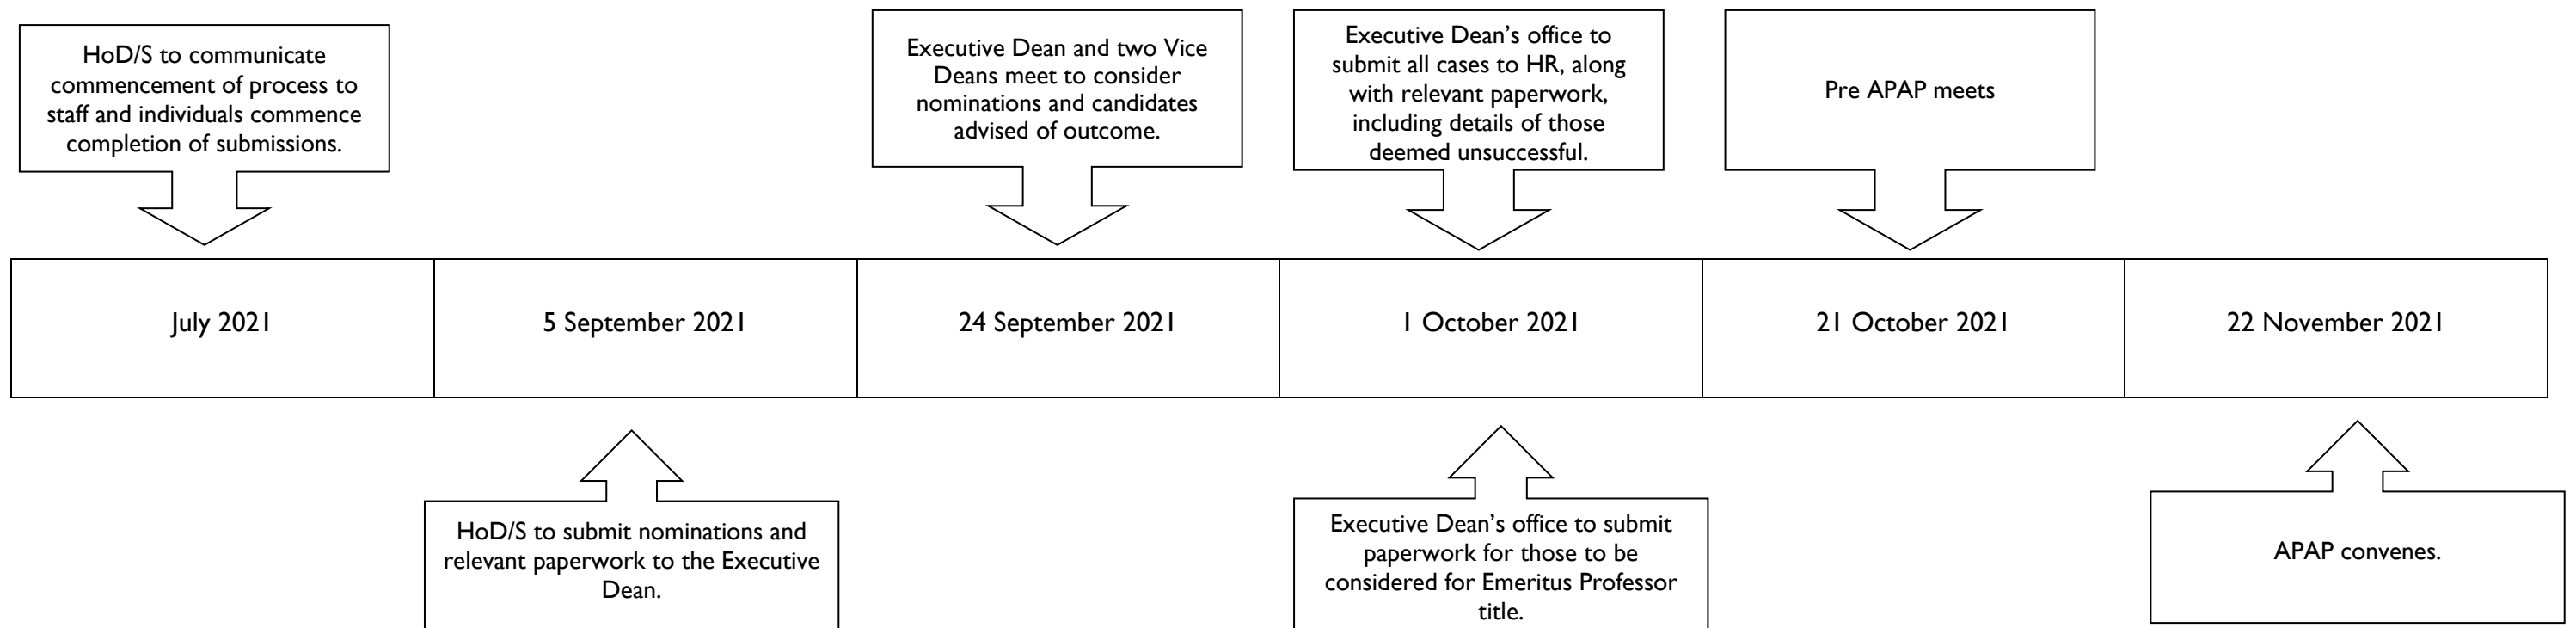 HoD/S to communicate
commencement of process to
staff and individuals commence
completion of submissions.
Executive Dean and two Vice
Deans meet to consider
nominations and candidates
advised of outcome.
Executive Dean’s office to
submit all cases to HR, along
with relevant paperwork,
including details of those
deemed unsuccessful.
Pre APAP meets
July 2021
5 September 2021
24 September 2021
1 October 2021
21 October 2021
22 November 2021
HoD/S to submit nominations and
relevant paperwork to the Executive
Dean.
Executive Dean’s office to submit
paperwork for those to be
considered for Emeritus Professor
title.
APAP convenes.